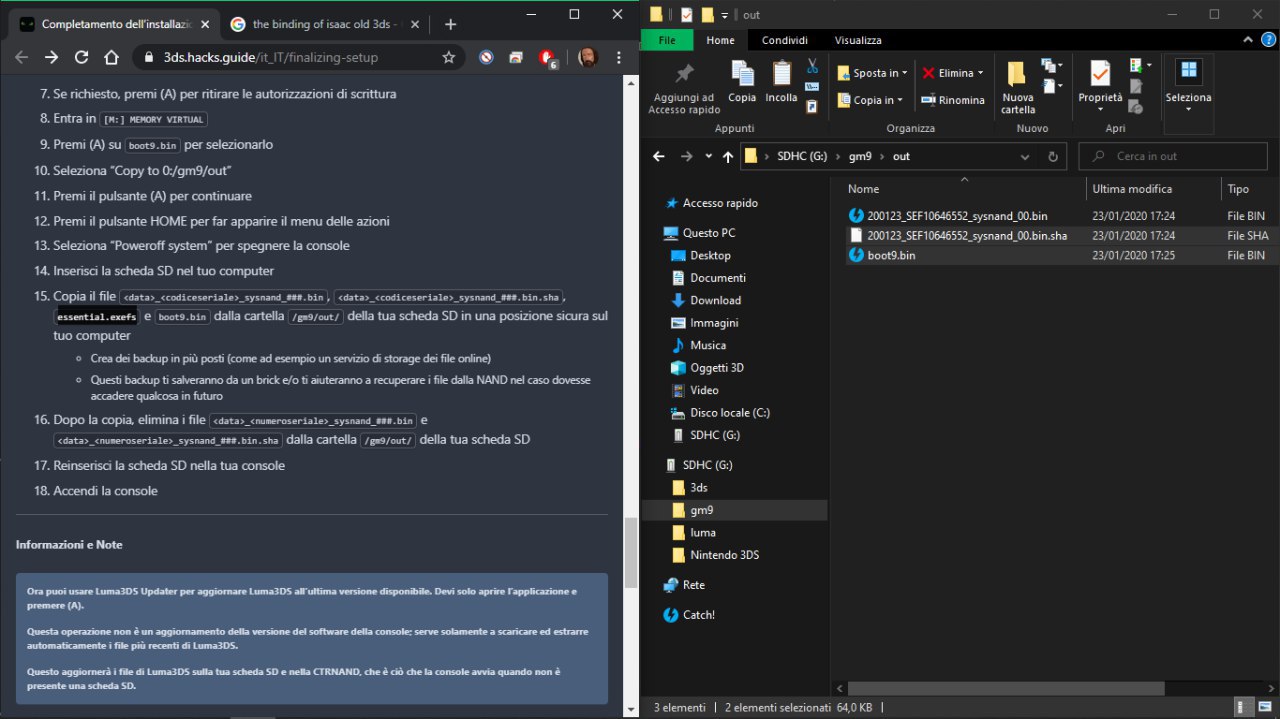 Completamento dell'installazio
the binding of isaac old 3ds -
3ds.hacks.guide/it_IT/finalizing-setup
6
7. Se richiesto, premi (A) per ritirare le autorizzazioni di scrittura
8. Entra in [M:] MEMORY VIRTUAL
9. Premi (A) su boot9.bin per selezionarlo
10. Seleziona "Copy to 0:/gm9/out"
11. Premi il pulsante (A) per continuare
12. Premi il pulsante HOME per far apparire il menu delle azioni
13. Seleziona "Poweroff system" per spegnere la console
14. Inserisci la scheda SD nel tuo computer
15. Copia il file <data>_<codiceseriale>_sysnand_###.bin, <data>_<codiceseriale>_sysnand_###.bin.sha,
essential.exefs e boot9.bin dalla cartella /gm9/out/ della tua scheda SD in una posizione sicura sul
tuo computer
Crea dei backup in più posti (come ad esempio un servizio di storage dei file online)
Questi backup ti salveranno da un brick e/o ti aiuteranno a recuperare i file dalla NAND nel caso dovesse
accadere qualcosa in futuro
16. Dopo la copia, elimina i file <data>_<numeroseriale>_sysnand_###.bin e
<data>_<numeroseriale>_sysnand_###.bin.sha dalla cartella /gm9/out/ della tua scheda SD
17. Reinserisci la scheda SD nella tua console
18. Accendi la console
Informazioni e Note
Ora puoi usare Luma3DS Updater per aggiornare Luma3DS all'ultima versione disponibile. Devi solo aprire l'applicazione e
premere (A).
Questa operazione non è un aggiornamento della versione del software della console; serve solamente a scaricare ed estrarre
automaticamente i file più recenti di Luma3DS.
Questo aggiornerà i file di Luma3DS sulla tua scheda SD e nella CTRNAND, che è ciò che la console avvia quando non è
presente una scheda SD.
out
File
Home
Condividi
Visualizza
Aggiungi ad
Accesso rapido
Copia
Incolla
Appunti
Sposta in
Copia in
Elimina
Rinomina
Organizza
Nuova
cartella
Nuovo
Proprietà
Apri
Seleziona
SDHC (G:) › gm9 › out
Cerca in out
Accesso rapido
Questo PC
Desktop
Documenti
Download
Immagini
Musica
Oggetti 3D
Video
Disco locale (C:)
SDHC (G:)
SDHC (G:)
3ds
gm9
luma
Nintendo 3DS
Rete
Catch!
Nome Ultima modifica Tipo
200123_SEF10646552_sysnand_00.bin 23/01/2020 17:24 File BIN
200123_SEF10646552_sysnand_00.bin.sha 23/01/2020 17:24 File SHA
boot9.bin 23/01/2020 17:25 File BIN
3 elementi 2 elementi selezionati 64,0 KB